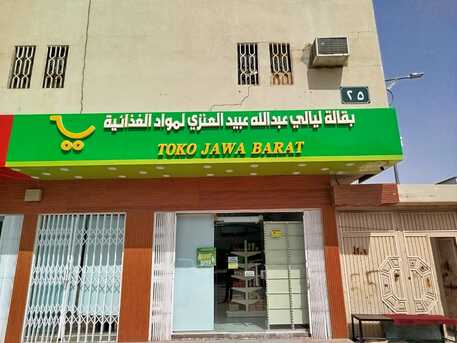 ٢٥
بقالة ليالي عبدالله عبيد العنزي لمواد الغذائية
TOKO JAWA BARAT